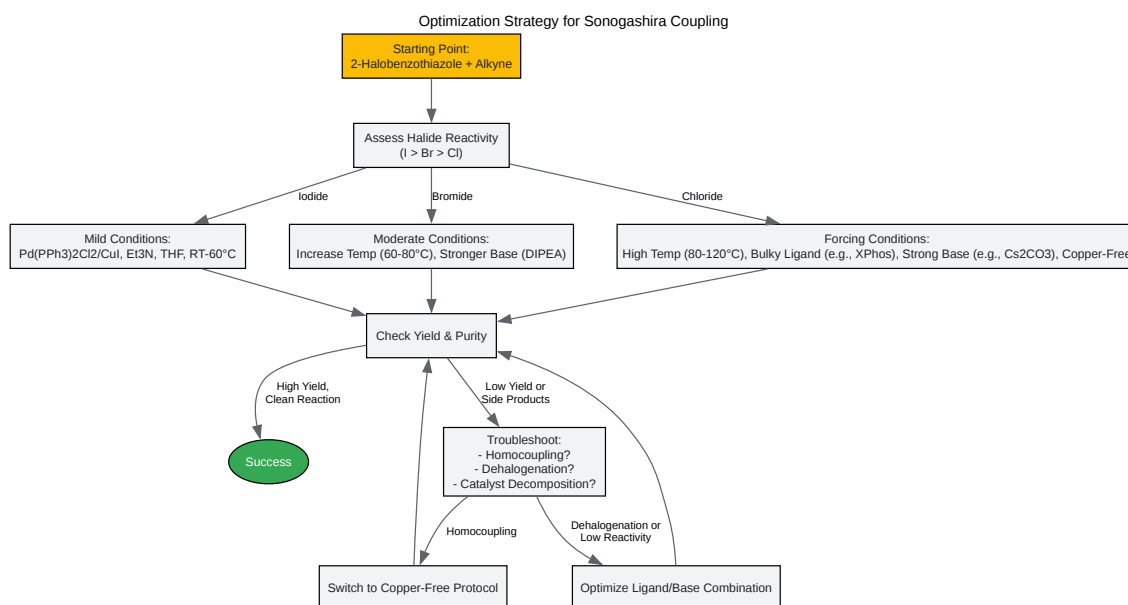 Optimization Strategy for Sonogashira Coupling
Starting Point:
2-Halobenzothiazole + Alkyne
Assess Halide Reactivity
(I > Br > Cl)
Iodide
Bromide
Chloride
Mild Conditions:
Pd(PPh3)2Cl2/CuI, Et3N, THF, RT-60°C
Moderate Conditions:
Increase Temp (60-80°C), Stronger Base (DIPEA)
Forcing Conditions:
High Temp (80-120°C), Bulky Ligand (e.g., XPhos), Strong Base (e.g., Cs2CO3), Copper-Free
Check Yield & Purity
High Yield,
Clean Reaction
Low Yield or
Side Products
Success
Troubleshoot:
- Homocoupling?
- Dehalogenation?
- Catalyst Decomposition?
Homocoupling
Dehalogenation or
Low Reactivity
Switch to Copper-Free Protocol
Optimize Ligand/Base Combination